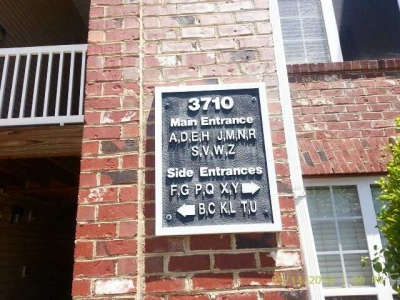 3710
Main Entrance
A,D,E,H J,M,N,R
S,V,W,Z
Side Entrances
F,G P,Q X,Y →
← B,C K,L T,U